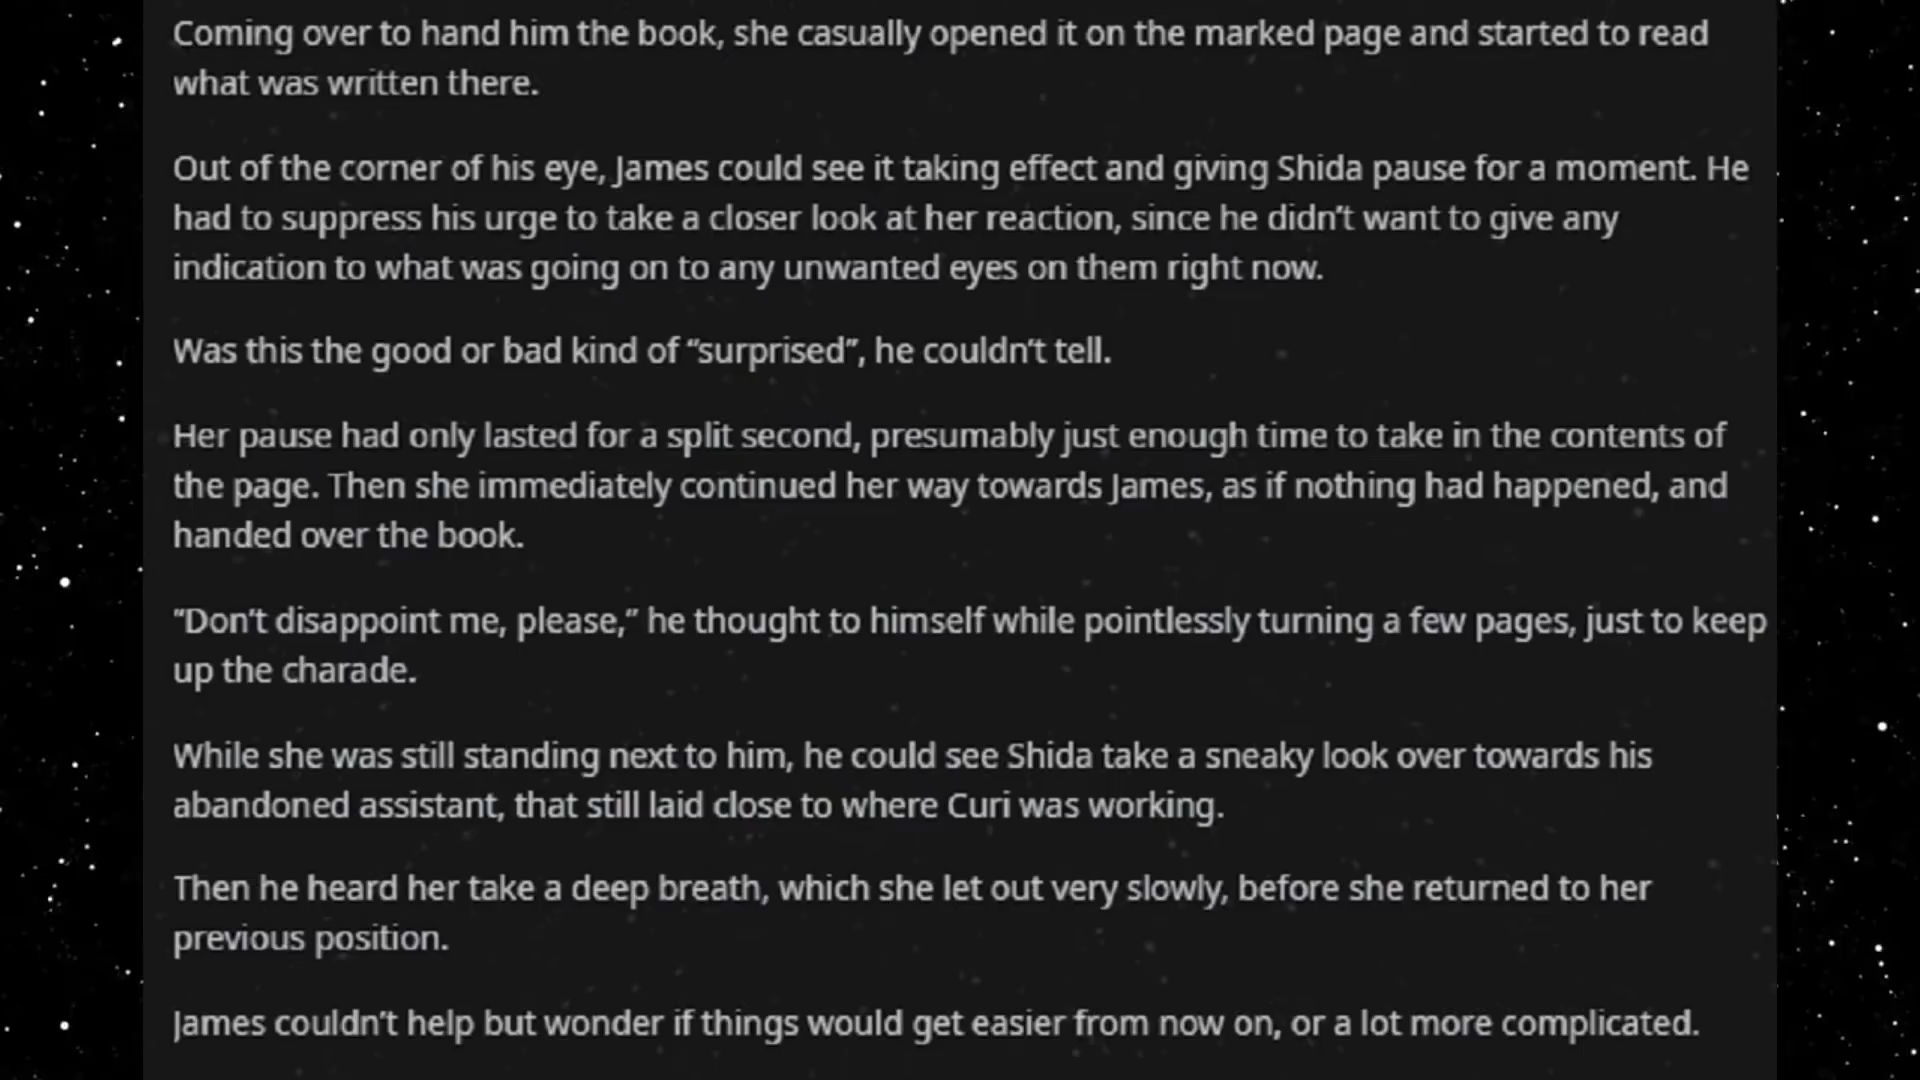 Coming over to hand him the book, she casually opened it on the marked page and started to read
what was written there.
Out of the corner of his eye, James could see it taking effect and giving Shida pause for a moment. He
had to suppress his urge to take a closer look at her reaction, since he didn't want to give any
indication to what was going on to any unwanted eyes on them right now.
Was this the good or bad kind of “surprised”, he couldn't tell.
Her pause had only lasted for a split second, presumably just enough time to take in the contents of
the page. Then she immediately continued her way towards James, as if nothing had happened, and
handed over the book.
“Don't disappoint me, please,” he thought to himself while pointlessly turning a few pages, just to keep
up the charade.
While she was still standing next to him, he could see Shida take a sneaky look over towards his
abandoned assistant, that still laid close to where Curi was working.
Then he heard her take a deep breath, which she let out very slowly, before she returned to her
previous position.
James couldn't help but wonder if things would get easier from now on, or a lot more complicated.